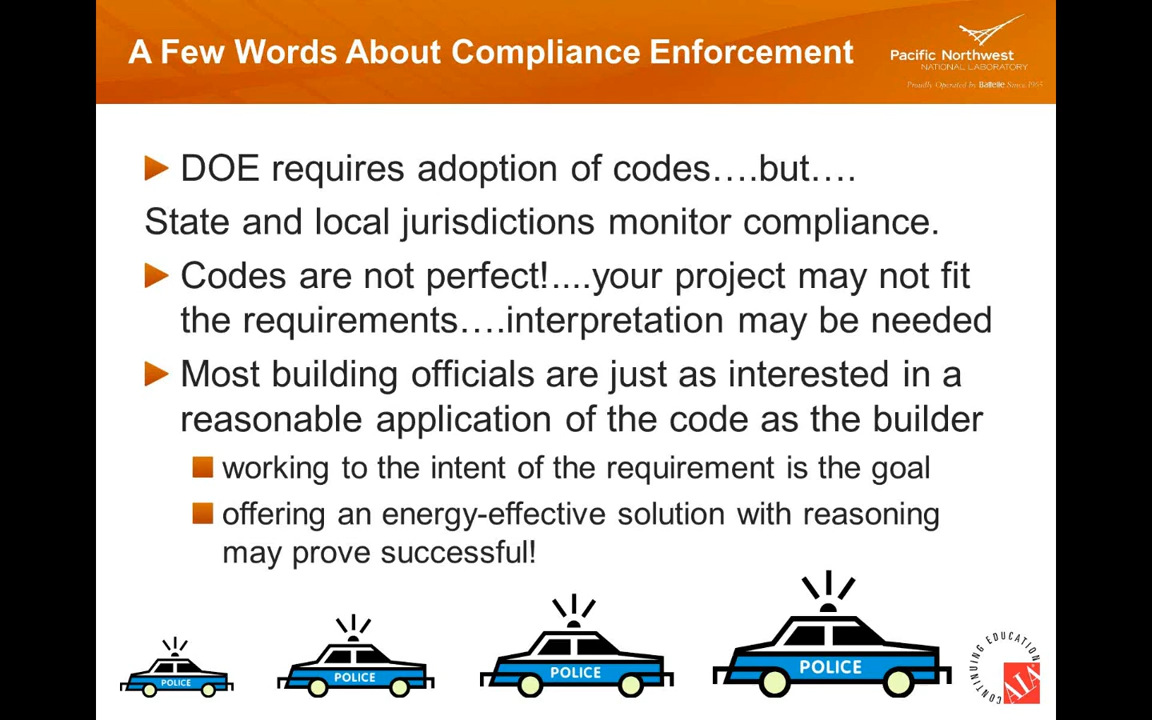 A Few Words About Compliance Enforcement
Pacific Northwest
NATIONAL LABORATORY
Proudly Operated by Battelle Since 1965
DOE requires adoption of codes….but….
State and local jurisdictions monitor compliance.
Codes are not perfect!....your project may not fit
the requirements….interpretation may be needed
Most building officials are just as interested in a
reasonable application of the code as the builder
working to the intent of the requirement is the goal
offering an energy-effective solution with reasoning
may prove successful!
POLICE
POLICE
POLICE
POLICE
CONTINUING EDUCATION
AIA